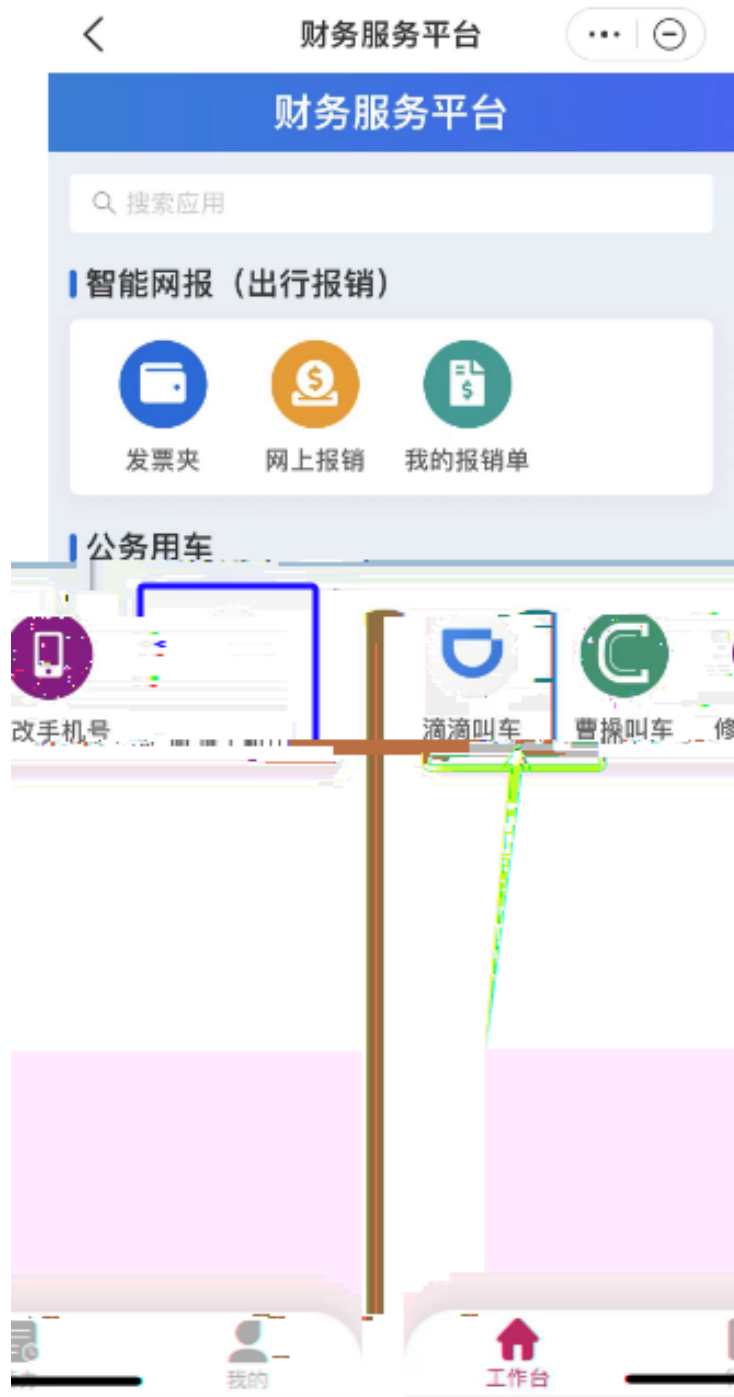 财务服务平台
财务服务平台
搜索应用
智能网报（出行报销）
发票夹 网上报销 我的报销单
公务用车
改手机号 滴滴叫车 曹操叫车 修
我的 工作台